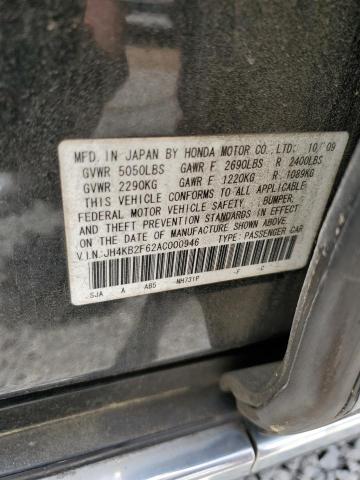 MFD. IN JAPAN BY HONDA MOTOR CO., LTD. 10/09
GVWR 5050LBS GAWR F 2690LBS R 2400LBS
GVWR 2290KG GAWR F 1220KG R 1089KG
THIS VEHICLE CONFORMS TO ALL APPLICABLE
FEDERAL MOTOR VEHICLE SAFETY, BUMPER,
AND THEFT PREVENTION STANDARDS IN EFFECT
ON THE DATE OF MANUFACTURE SHOWN ABOVE.
V.I.N:JH4KB2F62AC000946 TYPE: PASSENGER CAR
SJA A AB5 NH731P -F -C